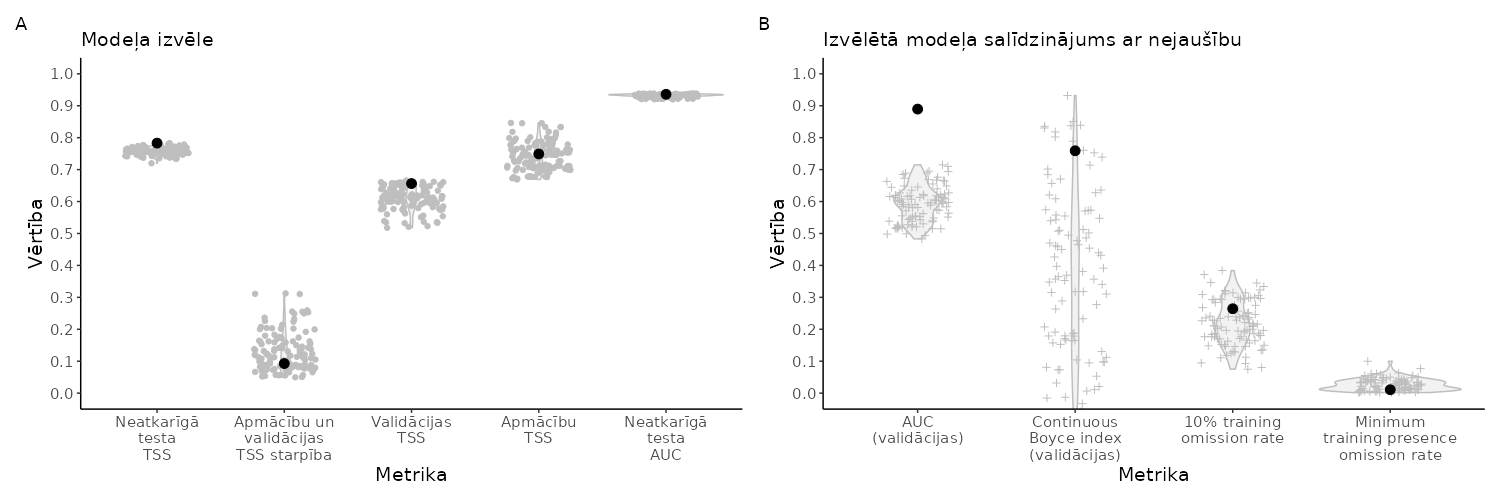 A
Modeļa izvēle
Vērtība
1.0
0.9
0.8
0.7
0.6
0.5
0.4
0.3
0.2
0.1
0.0
Neatkarīgā
testa
TSS
Apmācību un
validācijas
TSS starpība
Validācijas
TSS
Apmācību
TSS
Neatkarīgā
testa
AUC
Metrika
B
Izvēlētā modeļa salīdzinājums ar nejaušību
Vērtība
1.0
0.9
0.8
0.7
0.6
0.5
0.4
0.3
0.2
0.1
0.0
AUC
(validācijas)
Continuous
Boyce index
(validācijas)
10% training
omission rate
Minimum
training presence
omission rate
Metrika